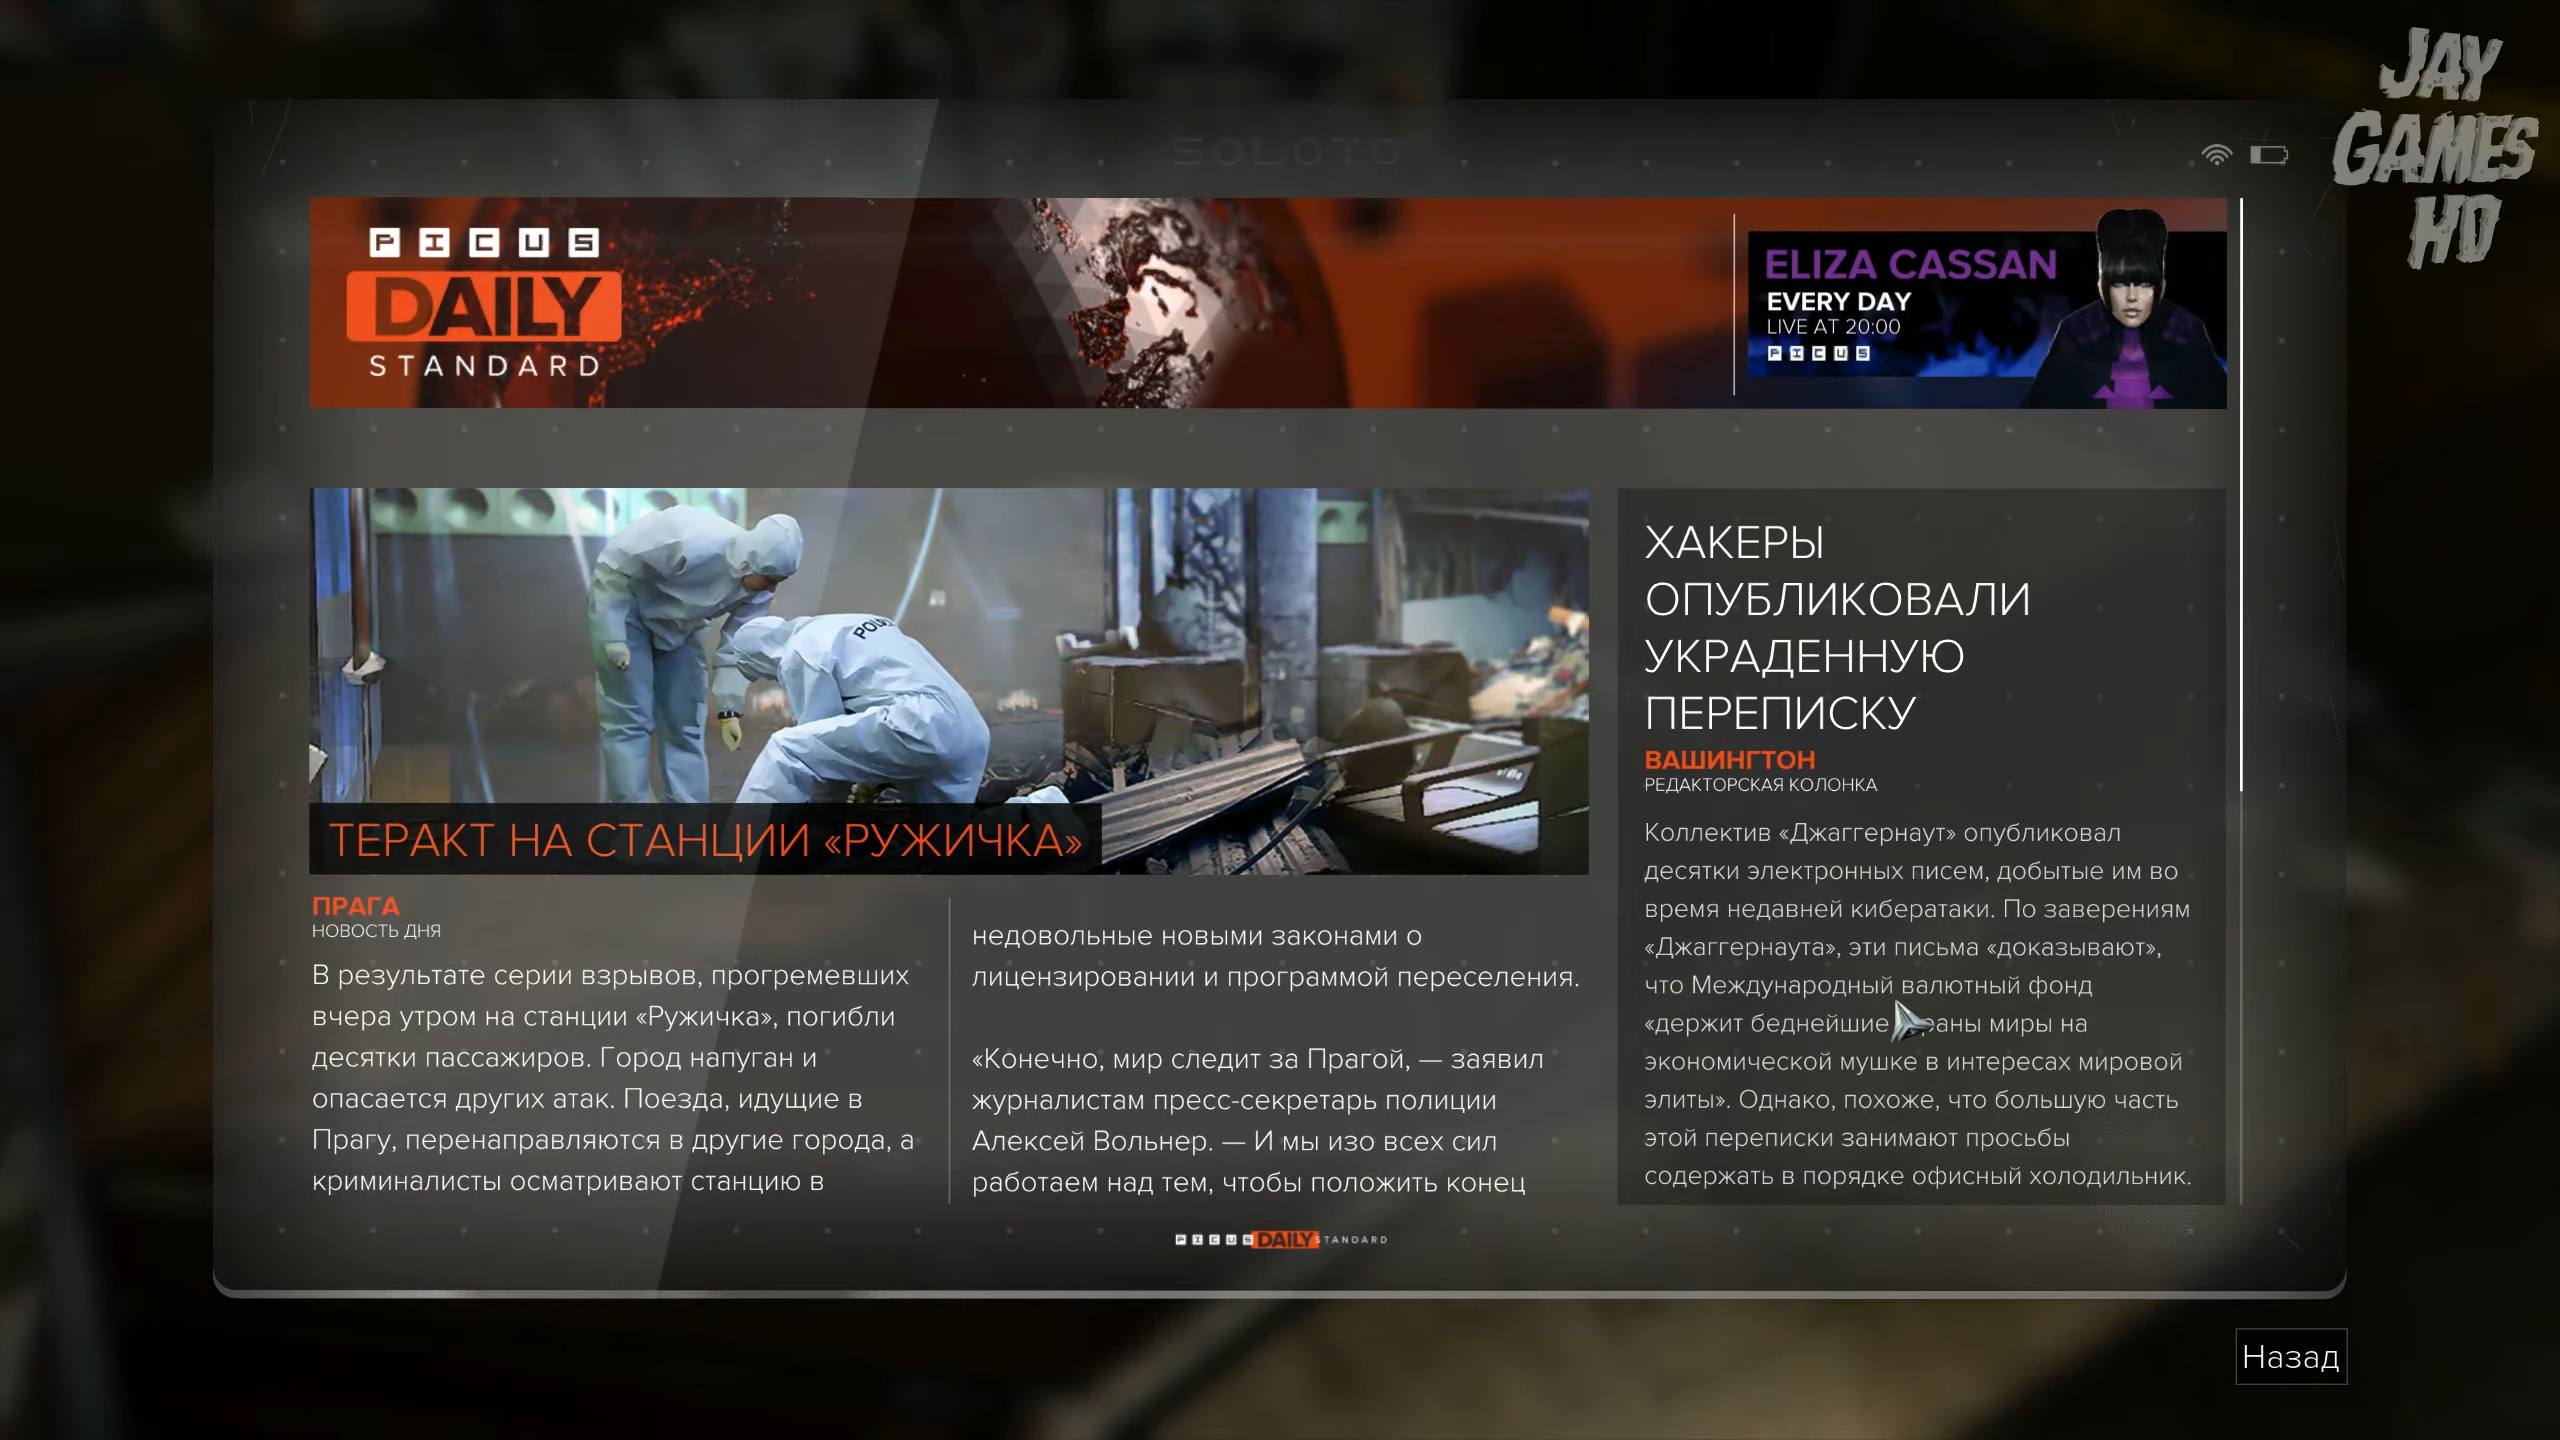 JAY
GAMES
HD
SOLOTO
PICUS
DAILY
STANDARD
ELIZA CASSAN
EVERY DAY
LIVE AT 20:00
PICUS
ТЕРАКТ НА СТАНЦИИ «РУЖИЧКА»
ПРАГА
НОВОСТЬ ДНЯ
В результате серии взрывов, прогремевших
вчера утром на станции «Ружичка», погибли
десятки пассажиров. Город напуган и
опасается других атак. Поезда, идущие в
Прагу, перенаправляются в другие города, а
криминалисты осматривают станцию в
недовольные новыми законами о
лицензировании и программой переселения.
«Конечно, мир следит за Прагой, — заявил
журналистам пресс-секретарь полиции
Алексей Вольнер. — И мы изо всех сил
работаем над тем, чтобы положить конец
ХАКЕРЫ
ОПУБЛИКОВАЛИ
УКРАДЕННУЮ
ПЕРЕПИСКУ
ВАШИНГТОН
РЕДАКТОРСКАЯ КОЛОНКА
Коллектив «Джаггернаут» опубликовал
десятки электронных писем, добытые им во
время недавней кибератаки. По заверениям
«Джаггернаута», эти письма «доказывают»,
что Международный валютный фонд
«держит беднейшие миры на
экономической мушке в интересах мировой
элиты». Однако, похоже, что большую часть
этой переписки занимают просьбы
содержать в порядке офисный холодильник.
PICUS DAILY STANDARD
Назад